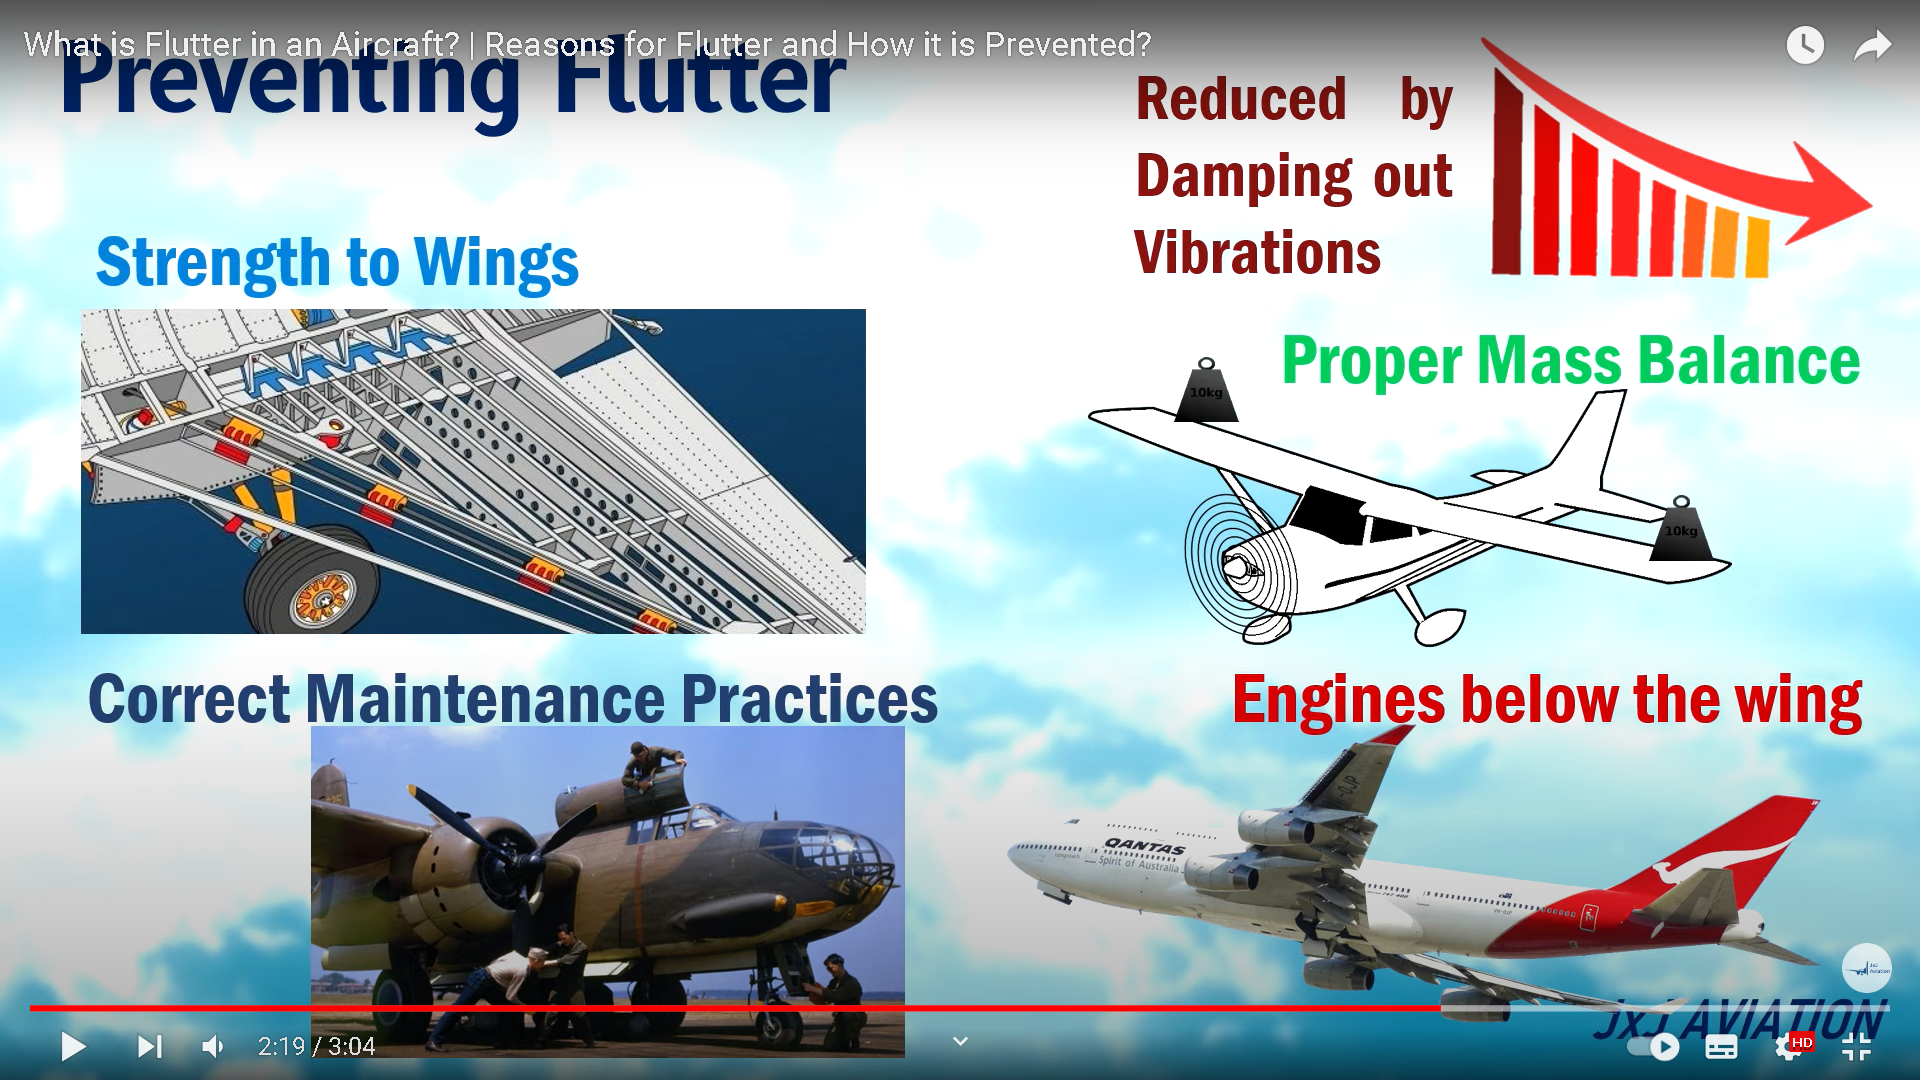 What is Flutter in an Aircraft? | Reasons for Flutter and How it is Prevented?
Preventing Flutter
Reduced by
Damping out
Vibrations
Strength to Wings
Proper Mass Balance
10kg
10kg
Correct Maintenance Practices
Engines below the wing
QANTAS
Spirit of Australia
JxJ AVIATION
JxJ
Aviation
2:19 / 3:04
HD